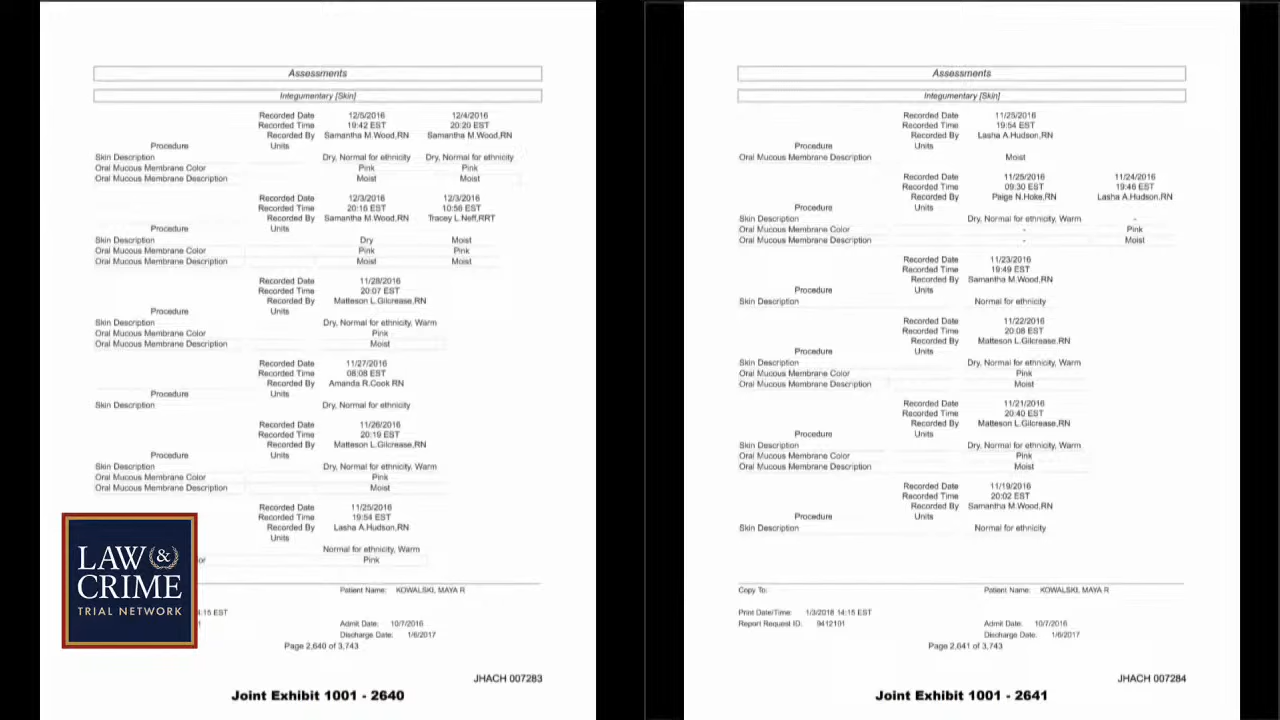 Assessments
Integumentary [Skin]
Recorded Date 12/5/2016 12/4/2016
Recorded Time 19:42 EST 20:20 EST
Recorded By Samantha M.Wood,RN Samantha M.Wood,RN
Procedure Units
Skin Description Dry, Normal for ethnicity Dry, Normal for ethnicity
Oral Mucous Membrane Color Pink Pink
Oral Mucous Membrane Description Moist Moist
Recorded Date 12/3/2016 12/3/2016
Recorded Time 20:16 EST 10:56 EST
Recorded By Samantha M.Wood,RN Tracey L.Neff,RRT
Procedure Units
Skin Description Dry Moist
Oral Mucous Membrane Color Pink Pink
Oral Mucous Membrane Description Moist Moist
Recorded Date 11/28/2016
Recorded Time 20:07 EST
Recorded By Matteson L.Gilcrease,RN
Procedure Units
Skin Description Dry, Normal for ethnicity, Warm
Oral Mucous Membrane Color Pink
Oral Mucous Membrane Description Moist
Recorded Date 11/27/2016
Recorded Time 08:08 EST
Recorded By Amanda R.Cook RN
Procedure Units
Skin Description Dry, Normal for ethnicity
Recorded Date 11/26/2016
Recorded Time 20:19 EST
Recorded By Matteson L.Gilcrease,RN
Procedure Units
Skin Description Dry, Normal for ethnicity, Warm
Oral Mucous Membrane Color Pink
Oral Mucous Membrane Description Moist
Recorded Date 11/25/2016
Recorded Time 19:54 EST
Recorded By Lasha A.Hudson,RN
Units
Normal for ethnicity, Warm
or Pink
LAW &
CRIME
TRIAL NETWORK
Patient Name: KOWALSKI, MAYA R
4:15 EST
1 Admit Date: 10/7/2016
Discharge Date: 1/6/2017
Page 2,640 of 3,743
JHACH 007283
Joint Exhibit 1001 - 2640
Assessments
Integumentary [Skin]
Recorded Date 11/25/2016
Recorded Time 19:54 EST
Recorded By Lasha A.Hudson,RN
Procedure Units
Oral Mucous Membrane Description Moist
Recorded Date 11/25/2016 11/24/2016
Recorded Time 09:30 EST 19:46 EST
Recorded By Paige N.Hoke,RN Lasha A.Hudson,RN
Procedure Units
Skin Description Dry, Normal for ethnicity, Warm -
Oral Mucous Membrane Color - Pink
Oral Mucous Membrane Description - Moist
Recorded Date 11/23/2016
Recorded Time 19:49 EST
Recorded By Samantha M.Wood,RN
Procedure Units
Skin Description Normal for ethnicity
Recorded Date 11/22/2016
Recorded Time 20:08 EST
Recorded By Matteson L.Gilcrease,RN
Procedure Units
Skin Description Dry, Normal for ethnicity, Warm
Oral Mucous Membrane Color Pink
Oral Mucous Membrane Description Moist
Recorded Date 11/21/2016
Recorded Time 20:40 EST
Recorded By Matteson L.Gilcrease,RN
Procedure Units
Skin Description Dry, Normal for ethnicity, Warm
Oral Mucous Membrane Color Pink
Oral Mucous Membrane Description Moist
Recorded Date 11/19/2016
Recorded Time 20:02 EST
Recorded By Samantha M.Wood,RN
Procedure Units
Skin Description Normal for ethnicity
Copy To: Patient Name: KOWALSKI, MAYA R
Print Date/Time: 1/3/2018 14:15 EST
Report Request ID: 9412101 Admit Date: 10/7/2016
Discharge Date: 1/6/2017
Page 2,641 of 3,743
JHACH 007284
Joint Exhibit 1001 - 2641